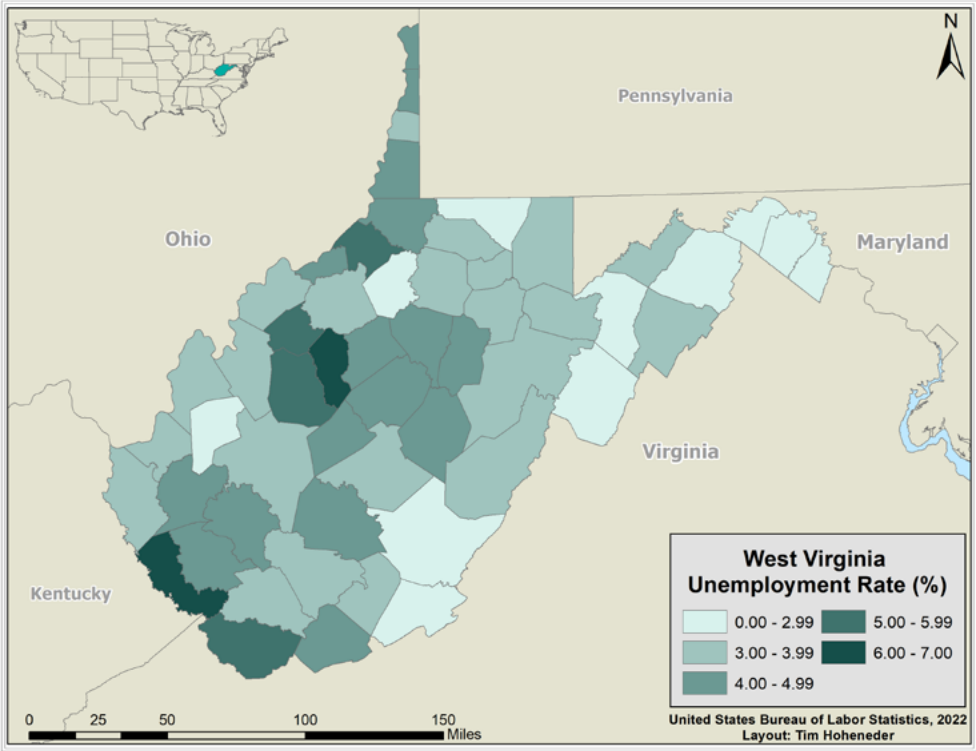 N
Pennsylvania
Ohio
Maryland
Virginia
Kentucky
West Virginia
Unemployment Rate (%)
0.00 - 2.99
5.00 - 5.99
3.00 - 3.99
6.00 - 7.00
4.00 - 4.99
0 25 50 100 150
Miles
United States Bureau of Labor Statistics, 2022
Layout: Tim Hoheneder